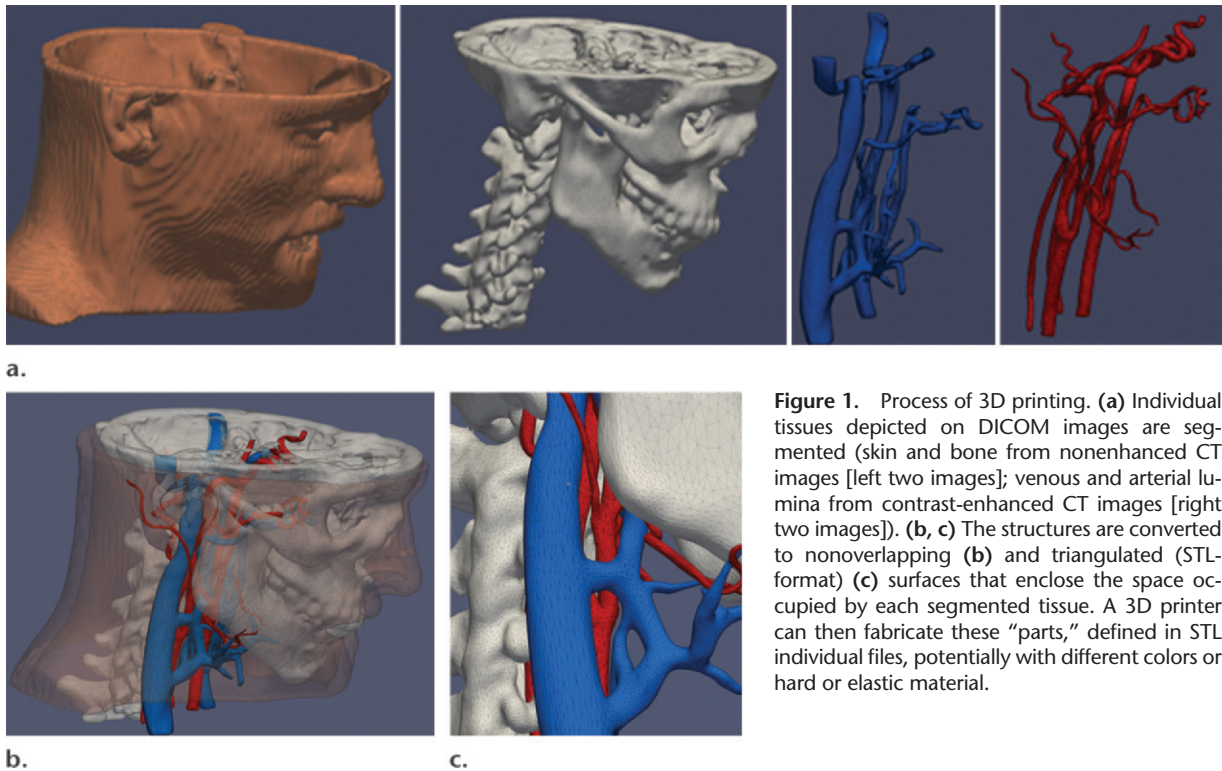 a.
Figure 1. Process of 3D printing. (a) Individual
tissues depicted on DICOM images are seg-
mented (skin and bone from nonenhanced CT
images [left two images]; venous and arterial lu-
mina from contrast-enhanced CT images [right
two images]). (b, c) The structures are converted
to nonoverlapping (b) and triangulated (STL-
format) (c) surfaces that enclose the space oc-
cupied by each segmented tissue. A 3D printer
can then fabricate these “parts,” defined in STL
individual files, potentially with different colors or
hard or elastic material.
b.
c.